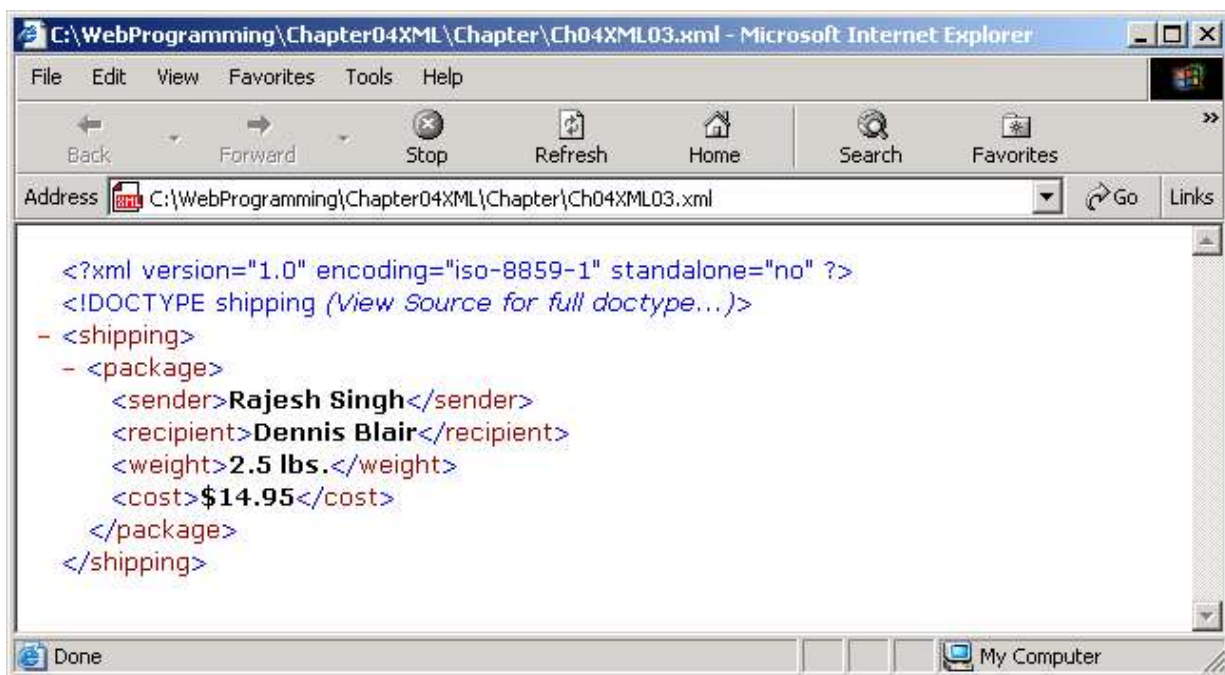 C:\WebProgramming\Chapter04XML\Chapter\Ch04XML03.xml - Microsoft Internet Explorer
File Edit View Favorites Tools Help
Back Forward Stop Refresh Home Search Favorites »
Address XML C:\WebProgramming\Chapter04XML\Chapter\Ch04XML03.xml Go Links
<?xml version="1.0" encoding="iso-8859-1" standalone="no" ?>
<!DOCTYPE shipping (View Source for full doctype...)>
- <shipping>
- <package>
<sender>Rajesh Singh</sender>
<recipient>Dennis Blair</recipient>
<weight>2.5 lbs.</weight>
<cost>$14.95</cost>
</package>
</shipping>
Done My Computer